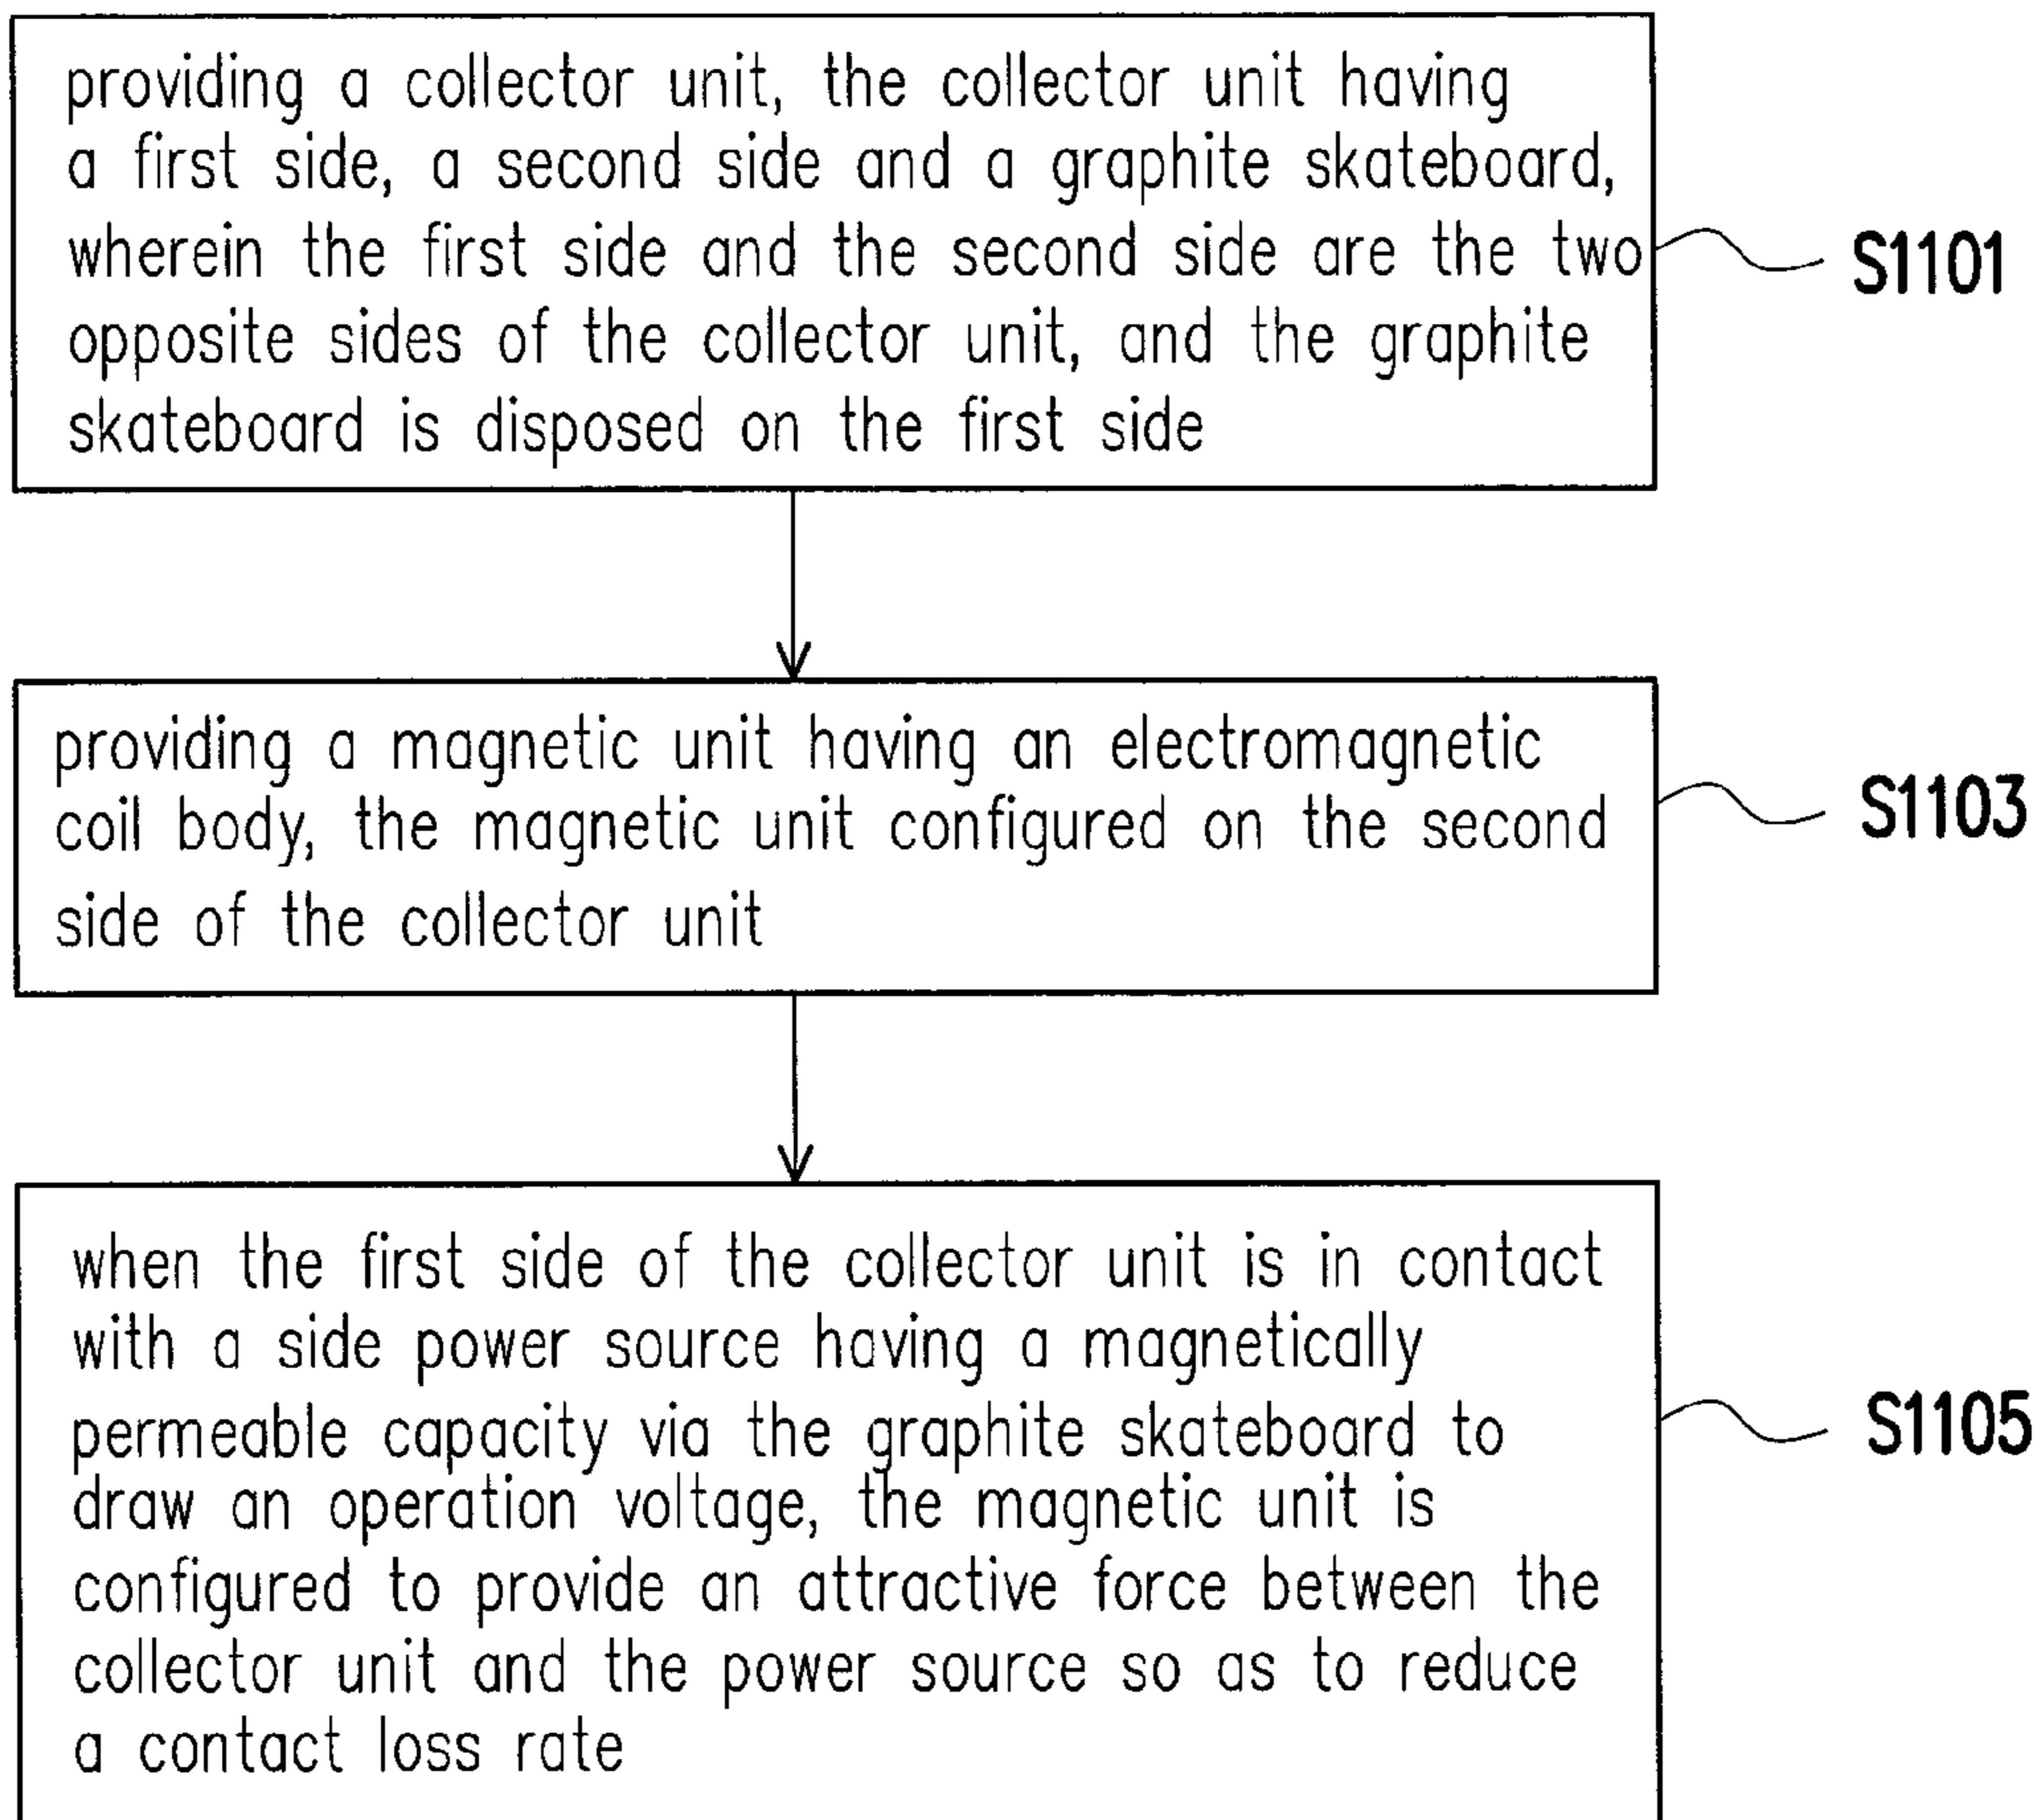 providing a collector unit, the collector unit having
a first side, a second side and a graphite skateboard,
wherein the first side and the second side are the two
opposite sides of the collector unit, and the graphite
skateboard is disposed on the first side
S1101
providing a magnetic unit having an electromagnetic
coil body, the magnetic unit configured on the second
side of the collector unit
S1103
when the first side of the collector unit is in contact
with a side power source having a magnetically
permeable capacity via the graphite skateboard to
draw an operation voltage, the magnetic unit is
configured to provide an attractive force between the
collector unit and the power source so as to reduce
a contact loss rate
S1105